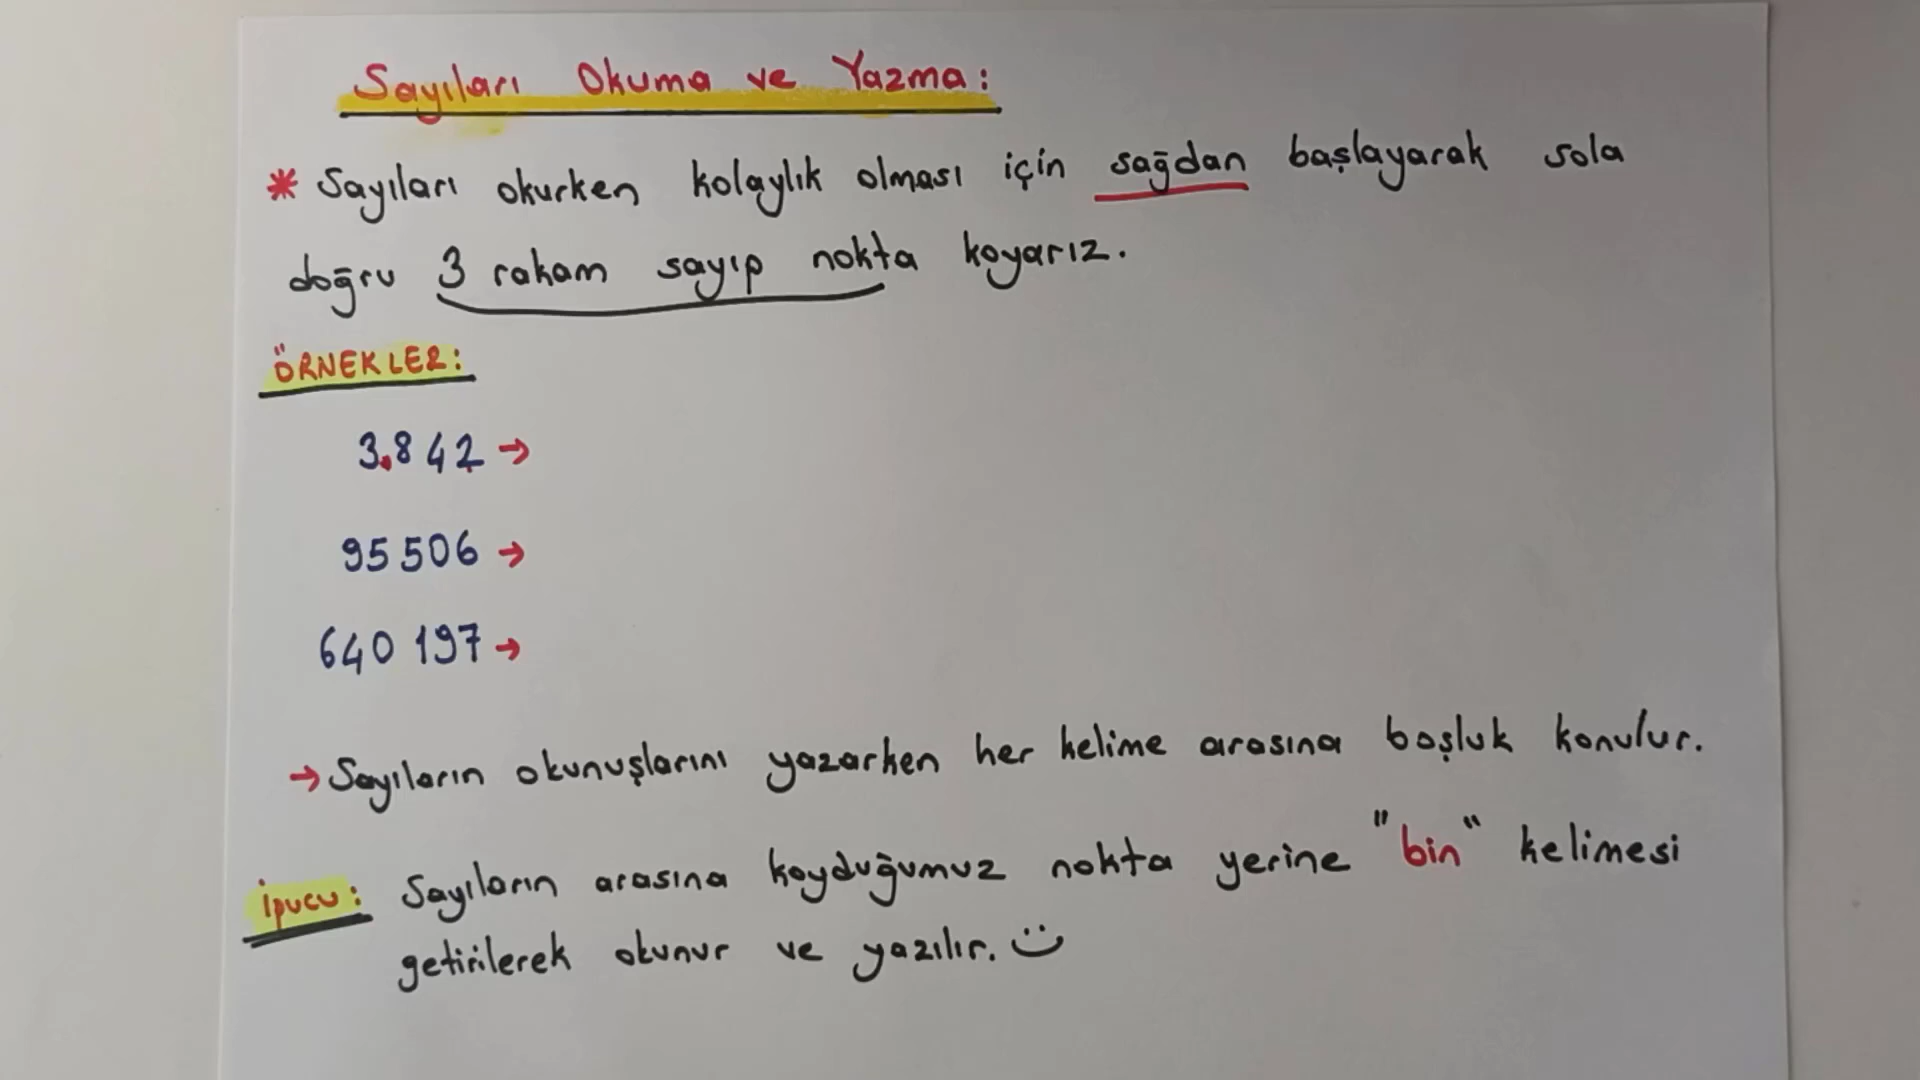 Sayıları Okuma ve Yazma:
* Sayıları okurken kolaylık olması için sağdan başlayarak sola
doğru 3 rakam sayıp nokta koyarız.
ÖRNEKLER:
3.842 →
95 506 →
640 197 →
→ Sayıların okunuşlarını yazarken her kelime arasına boşluk konulur.
İpucu: Sayıların arasına koyduğumuz nokta yerine "bin" kelimesi
getirilerek okunur ve yazılır. :)